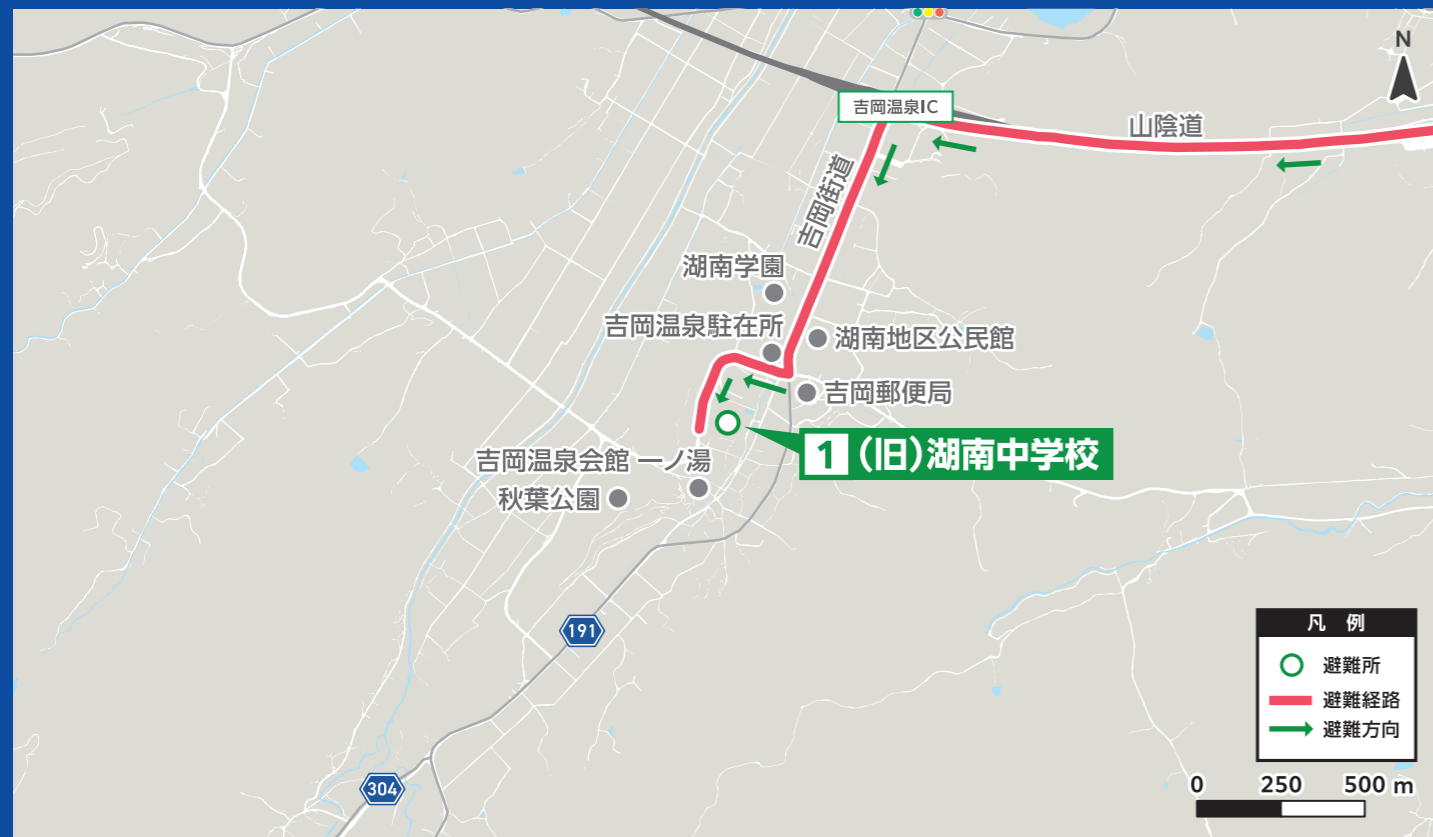 N
吉岡温泉IC
山陰道
吉岡街道
湖南学園
吉岡温泉駐在所
湖南地区公民館
吉岡郵便局
1 (旧)湖南中学校
吉岡温泉会館 一ノ湯
秋葉公園
191
304
凡 例
避難所
避難経路
避難方向
0 250 500 m